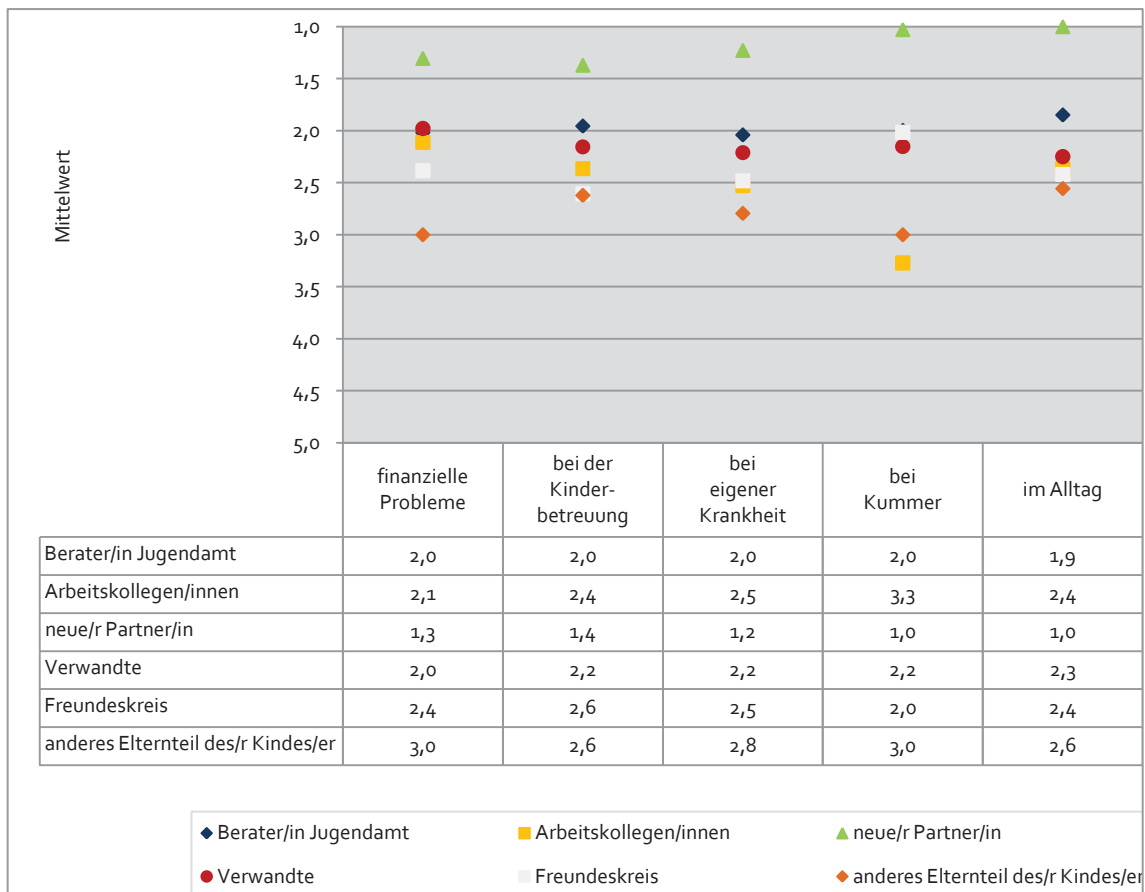 1,0
1,5
2,0
2,5
3,0
3,5
4,0
4,5
5,0
Mittelwert
finanzielle Probleme
bei der Kinder-
betreuung
bei eigener Krankheit
bei Kummer
im Alltag
Berater/in Jugendamt 2,0 2,0 2,0 2,0 1,9
Arbeitskollegen/innen 2,1 2,4 2,5 3,3 2,4
neue/r Partner/in 1,3 1,4 1,2 1,0 1,0
Verwandte 2,0 2,2 2,2 2,2 2,3
Freundeskreis 2,4 2,6 2,5 2,0 2,4
anderes Elternteil des/r Kindes/er 3,0 2,6 2,8 3,0 2,6
Berater/in Jugendamt Arbeitskollegen/innen neue/r Partner/in
Verwandte Freundeskreis anderes Elternteil des/r Kindes/er